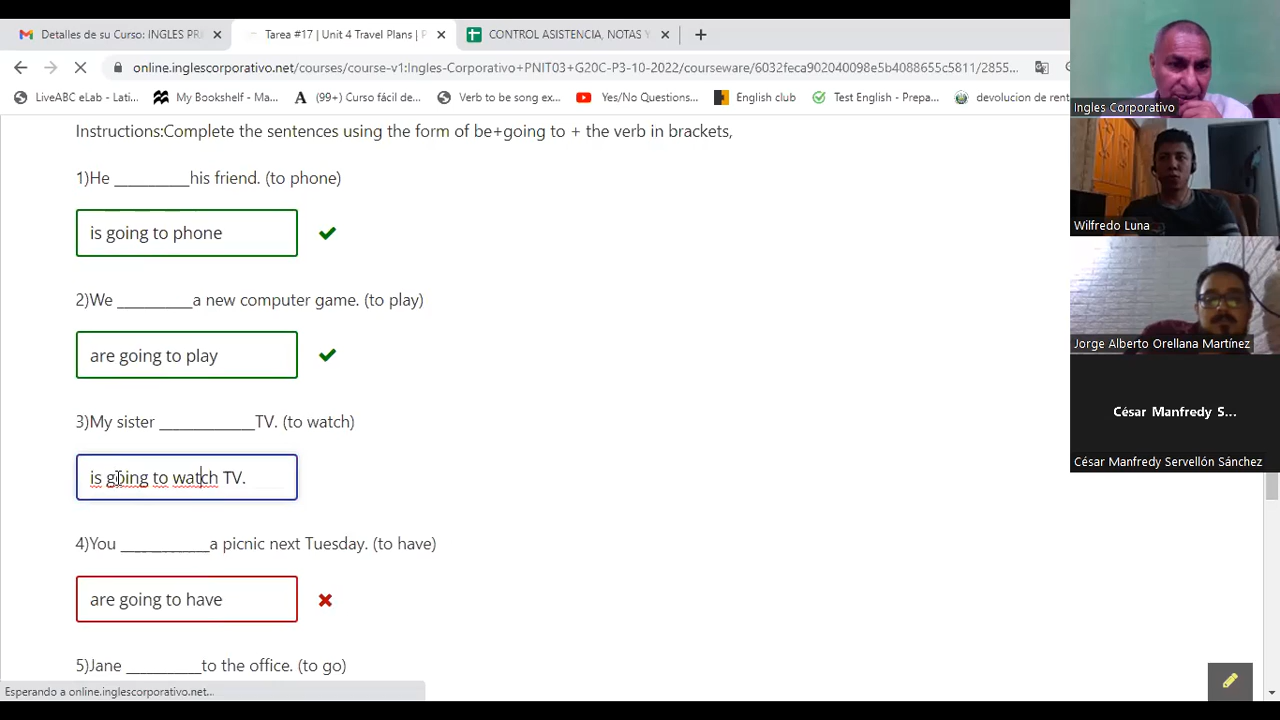 Detalles de su Curso: INGLES PRI
Tarea #17 | Unit 4 Travel Plans | P
CONTROL ASISTENCIA, NOTAS Y
online.inglescorporativo.net/courses/course-v1:Ingles-Corporativo+PNIT03+G20C-P3-10-2022/courseware/6032feca902040098e5b4088655c5811/2855...
LiveABC eLab - Lati...
My Bookshelf - Ma...
(99+) Curso fácil de...
Verb to be song ex...
Yes/No Questions...
English club
Test English - Prepa...
devolucion de rent
Instructions:Complete the sentences using the form of be+going to + the verb in brackets,
1)He __________his friend. (to phone)
is going to phone
2)We __________a new computer game. (to play)
are going to play
3)My sister _____________TV. (to watch)
is going to watch TV.
4)You ____________a picnic next Tuesday. (to have)
are going to have
5)Jane __________to the office. (to go)
Esperando a online.inglescorporativo.net...
Ingles Corporativo
Wilfredo Luna
Jorge Alberto Orellana Martínez
César Manfredy S...
César Manfredy Servellón Sánchez